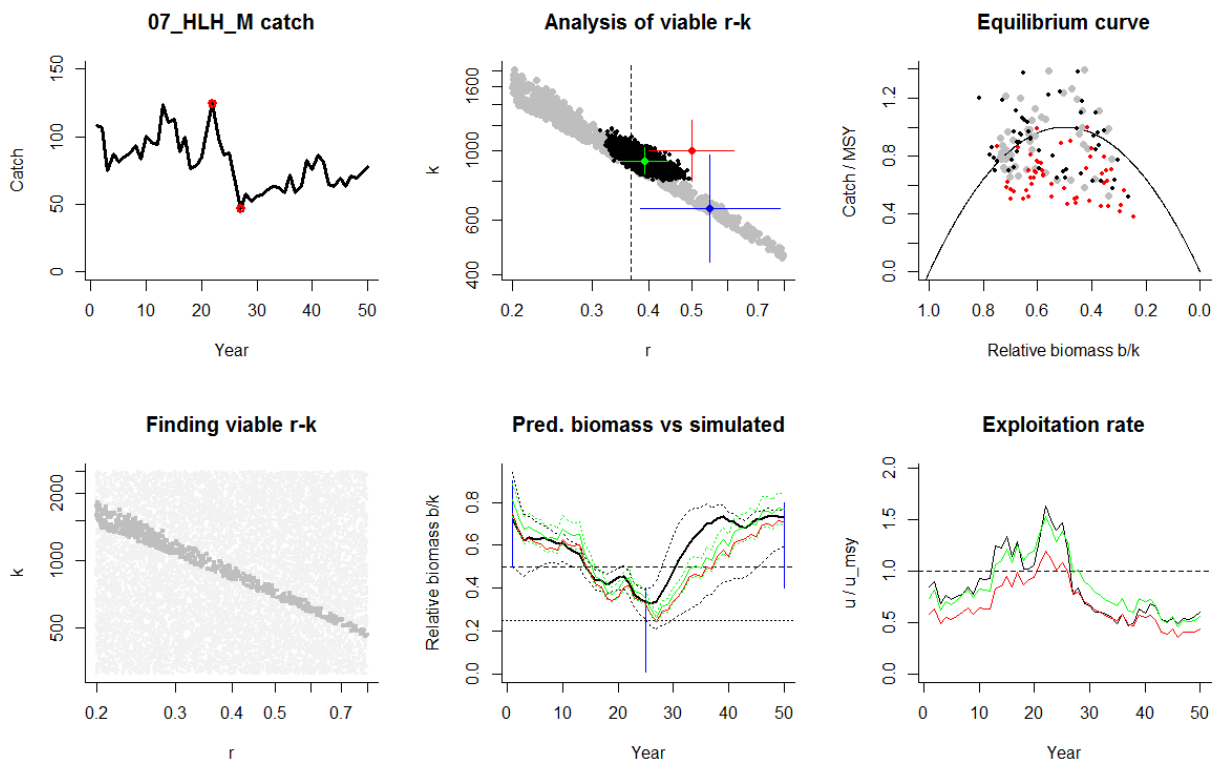 07_HLH_M catch
Catch
150
100
50
0
0 10 20 30 40 50
Year
Analysis of viable r-k
k
1600
1000
600
400
0.2 0.3 0.4 0.5 0.7
r
Equilibrium curve
Catch / MSY
1.2
0.8
0.4
0.0
1.0 0.8 0.6 0.4 0.2 0.0
Relative biomass b/k
Finding viable r-k
k
2000
1000
500
0.2 0.3 0.4 0.5 0.7
r
Pred. biomass vs simulated
Relative biomass b/k
0.8
0.6
0.4
0.2
0.0
0 10 20 30 40 50
Year
Exploitation rate
u / u_msy
2.0
1.5
1.0
0.5
0.0
0 10 20 30 40 50
Year